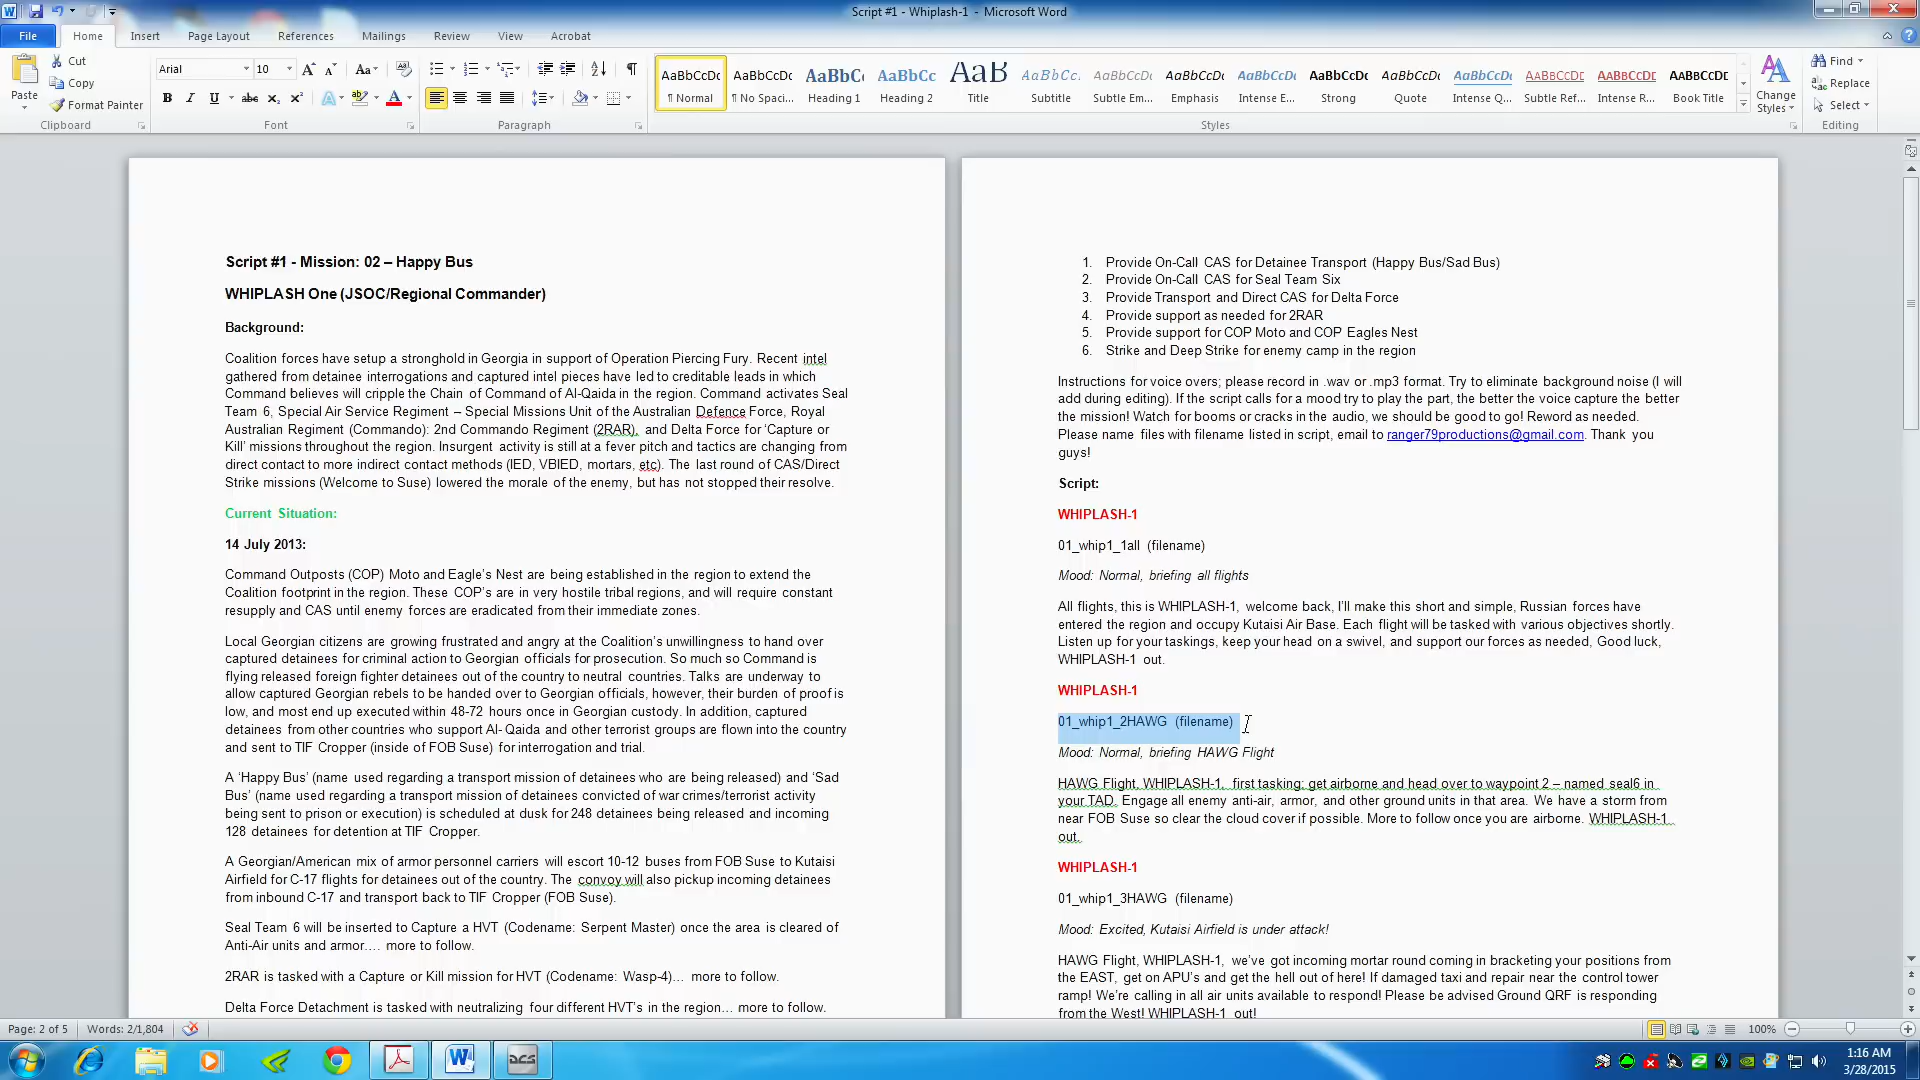 Script #1 - Whiplash-1 - Microsoft Word
File Home Insert Page Layout References Mailings Review View Acrobat
Paste
Cut
Copy
Format Painter
Clipboard
Arial 10
Font
Paragraph
AaBbCcDc AaBbCcDc AaBbCc AaBbCc AaB AaBbCc. AaBbCcDc AaBbCcDc AaBbCcDc AaBbCcDc AaBbCcDc AaBbCcDc AaBbCcDc AaBbCcDc AaBbCcDc
¶ Normal ¶ No Spaci... Heading 1 Heading 2 Title Subtitle Subtle Em... Emphasis Intense E... Strong Quote Intense Q... Subtle Ref... Intense R... Book Title
Styles
Change Styles
Find
Replace
Select
Editing
Script #1 - Mission: 02 – Happy Bus
WHIPLASH One (JSOC/Regional Commander)
Background:
Coalition forces have setup a stronghold in Georgia in support of Operation Piercing Fury. Recent intel
gathered from detainee interrogations and captured intel pieces have led to creditable leads in which
Command believes will cripple the Chain of Command of Al-Qaida in the region. Command activates Seal
Team 6, Special Air Service Regiment – Special Missions Unit of the Australian Defence Force, Royal
Australian Regiment (Commando): 2nd Commando Regiment (2RAR), and Delta Force for ‘Capture or
Kill’ missions throughout the region. Insurgent activity is still at a fever pitch and tactics are changing from
direct contact to more indirect contact methods (IED, VBIED, mortars, etc). The last round of CAS/Direct
Strike missions (Welcome to Suse) lowered the morale of the enemy, but has not stopped their resolve.
Current Situation:
14 July 2013:
Command Outposts (COP) Moto and Eagle’s Nest are being established in the region to extend the
Coalition footprint in the region. These COP’s are in very hostile tribal regions, and will require constant
resupply and CAS until enemy forces are eradicated from their immediate zones.
Local Georgian citizens are growing frustrated and angry at the Coalition’s unwillingness to hand over
captured detainees for criminal action to Georgian officials for prosecution. So much so Command is
flying released foreign fighter detainees out of the country to neutral countries. Talks are underway to
allow captured Georgian rebels to be handed over to Georgian officials, however, their burden of proof is
low, and most end up executed within 48-72 hours once in Georgian custody. In addition, captured
detainees from other countries who support Al- Qaida and other terrorist groups are flown into the country
and sent to TIF Cropper (inside of FOB Suse) for interrogation and trial.
A ‘Happy Bus’ (name used regarding a transport mission of detainees who are being released) and ‘Sad
Bus’ (name used regarding a transport mission of detainees convicted of war crimes/terrorist activity
being sent to prison or execution) is scheduled at dusk for 248 detainees being released and incoming
128 detainees for detention at TIF Cropper.
A Georgian/American mix of armor personnel carriers will escort 10-12 buses from FOB Suse to Kutaisi
Airfield for C-17 flights for detainees out of the country. The convoy will also pickup incoming detainees
from inbound C-17 and transport back to TIF Cropper (FOB Suse).
Seal Team 6 will be inserted to Capture a HVT (Codename: Serpent Master) once the area is cleared of
Anti-Air units and armor…. more to follow.
2RAR is tasked with a Capture or Kill mission for HVT (Codename: Wasp-4)… more to follow.
Delta Force Detachment is tasked with neutralizing four different HVT’s in the region… more to follow.
1. Provide On-Call CAS for Detainee Transport (Happy Bus/Sad Bus)
2. Provide On-Call CAS for Seal Team Six
3. Provide Transport and Direct CAS for Delta Force
4. Provide support as needed for 2RAR
5. Provide support for COP Moto and COP Eagles Nest
6. Strike and Deep Strike for enemy camp in the region
Instructions for voice overs; please record in .wav or .mp3 format. Try to eliminate background noise (I will
add during editing). If the script calls for a mood try to play the part, the better the voice capture the better
the mission! Watch for booms or cracks in the audio, we should be good to go! Reword as needed.
Please name files with filename listed in script, email to ranger79productions@gmail.com. Thank you
guys!
Script:
WHIPLASH-1
01_whip1_1all (filename)
Mood: Normal, briefing all flights
All flights, this is WHIPLASH-1, welcome back, I’ll make this short and simple, Russian forces have
entered the region and occupy Kutaisi Air Base. Each flight will be tasked with various objectives shortly.
Listen up for your taskings, keep your head on a swivel, and support our forces as needed, Good luck,
WHIPLASH-1 out.
WHIPLASH-1
01_whip1_2HAWG (filename)
Mood: Normal, briefing HAWG Flight
HAWG Flight, WHIPLASH-1, first tasking; get airborne and head over to waypoint 2 – named seal6 in
your TAD. Engage all enemy anti-air, armor, and other ground units in that area. We have a storm from
near FOB Suse so clear the cloud cover if possible. More to follow once you are airborne. WHIPLASH-1
out.
WHIPLASH-1
01_whip1_3HAWG (filename)
Mood: Excited, Kutaisi Airfield is under attack!
HAWG Flight, WHIPLASH-1, we’ve got incoming mortar round coming in bracketing your positions from
the EAST, get on APU’s and get the hell out of here! If damaged taxi and repair near the control tower
ramp! We’re calling in all air units available to respond! Please be advised Ground QRF is responding
from the West! WHIPLASH-1 out!
Page: 2 of 5 Words: 2/1,804 100%
1:16 AM
3/28/2015